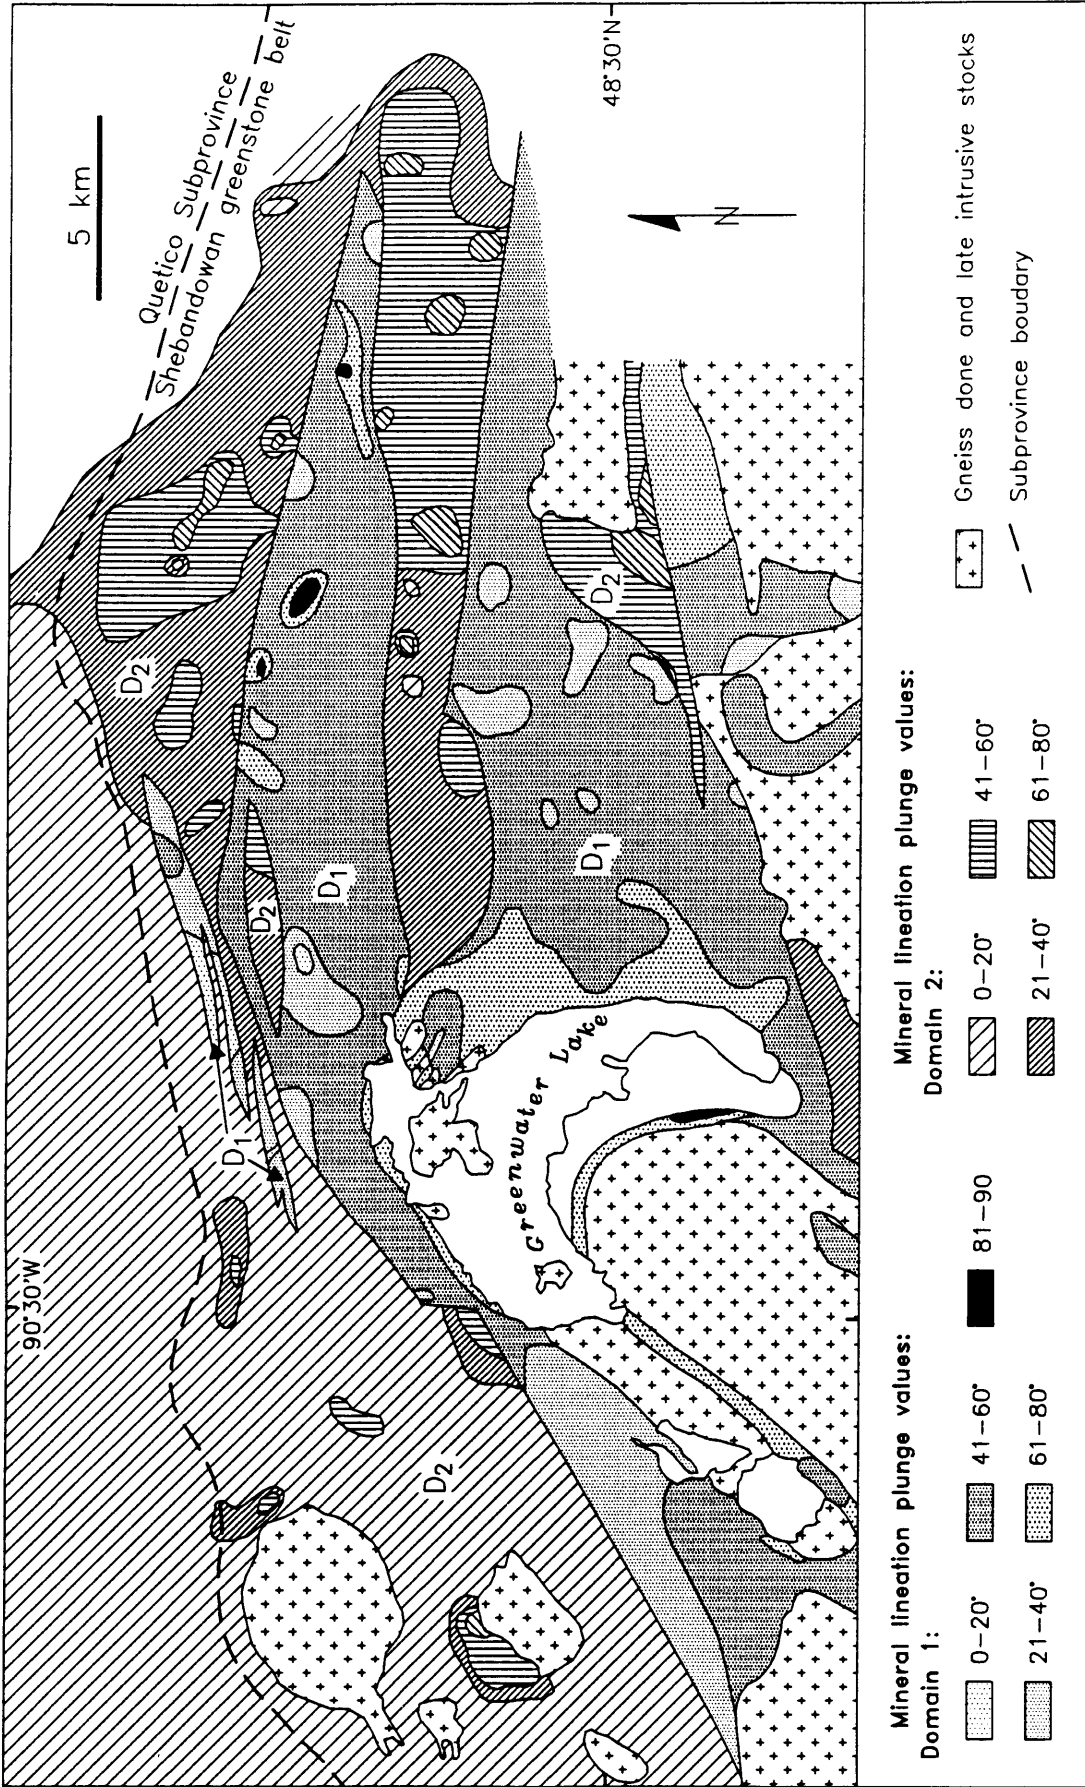 90°30'W
48°30'N
5 km
Quetico Subprovince
Shebandowan greenstone belt
N
D1
D2
D2
D1
D2
D1
D2
Greenwater Lake
Mineral lineation plunge values:
Domain 1:
0–20°
41–60°
81–90
21–40°
61–80°
Mineral lineation plunge values:
Domain 2:
0–20°
41–60°
21–40°
61–80°
Gneiss done and late intrusive stocks
Subprovince boudary